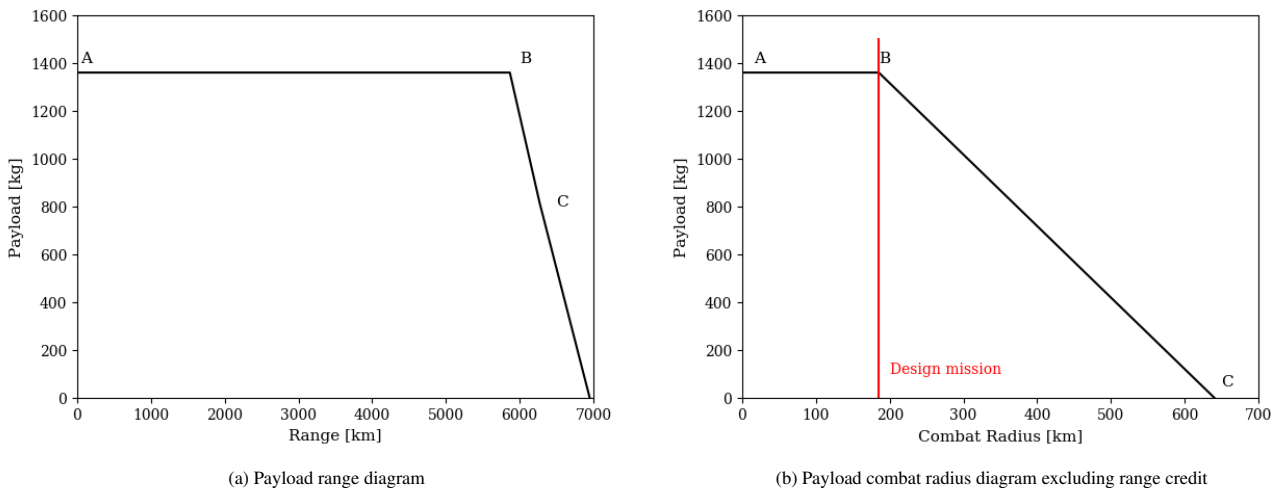 1600
1400
1200
1000
800
600
400
200
0
Payload [kg]
A
B
C
0 1000 2000 3000 4000 5000 6000 7000
Range [km]
(a) Payload range diagram
1600
1400
1200
1000
800
600
400
200
0
Payload [kg]
A
B
Design mission
C
0 100 200 300 400 500 600 700
Combat Radius [km]
(b) Payload combat radius diagram excluding range credit